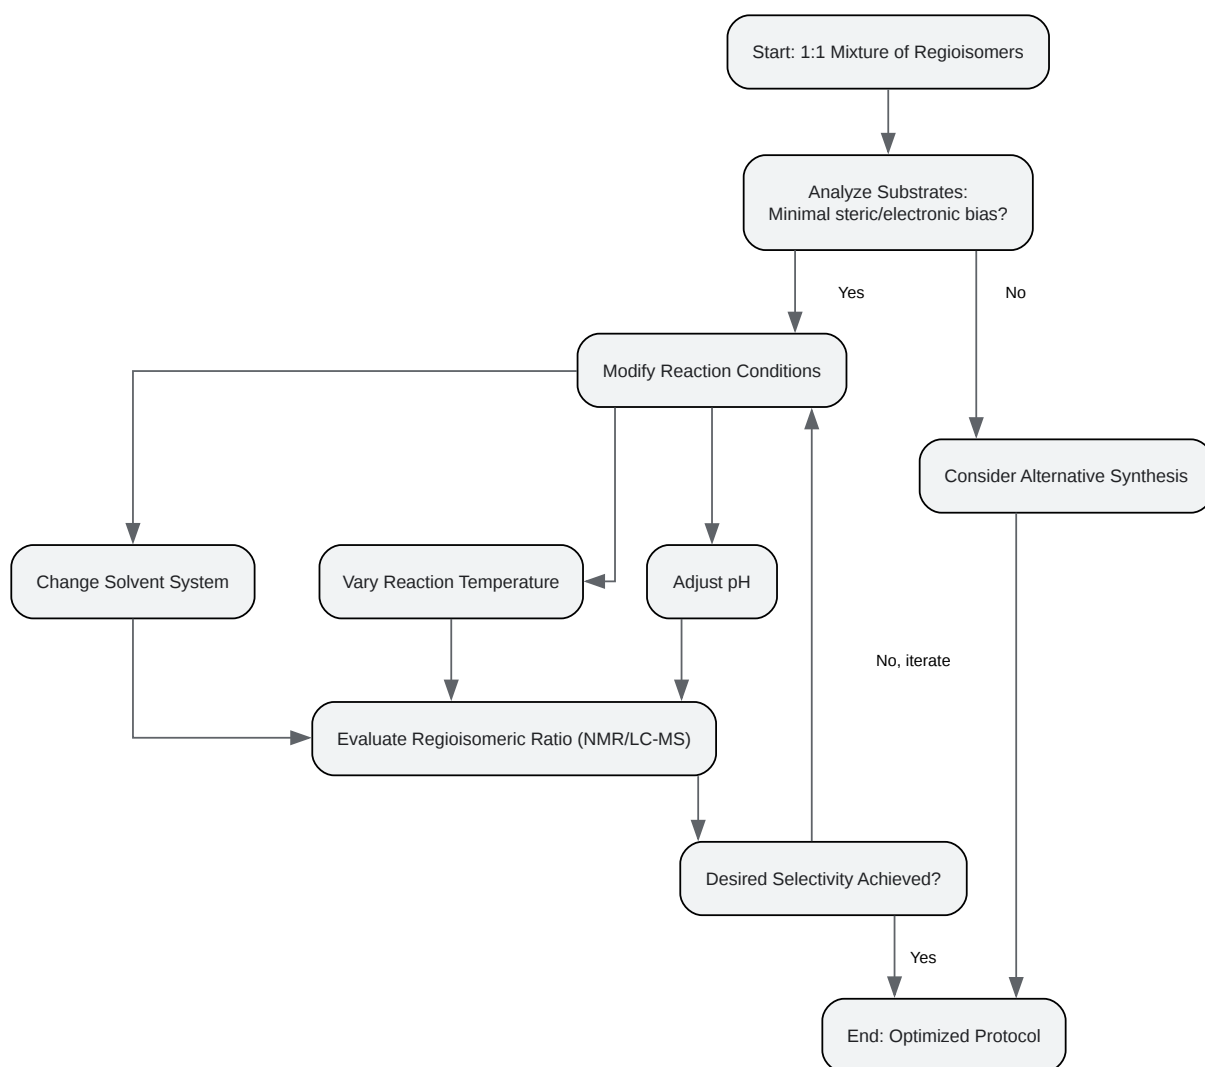 Start: 1:1 Mixture of Regioisomers
Analyze Substrates:
Minimal steric/electronic bias?
Yes
No
Modify Reaction Conditions
Consider Alternative Synthesis
Change Solvent System
Vary Reaction Temperature
Adjust pH
No, iterate
Evaluate Regioisomeric Ratio (NMR/LC-MS)
Desired Selectivity Achieved?
Yes
End: Optimized Protocol